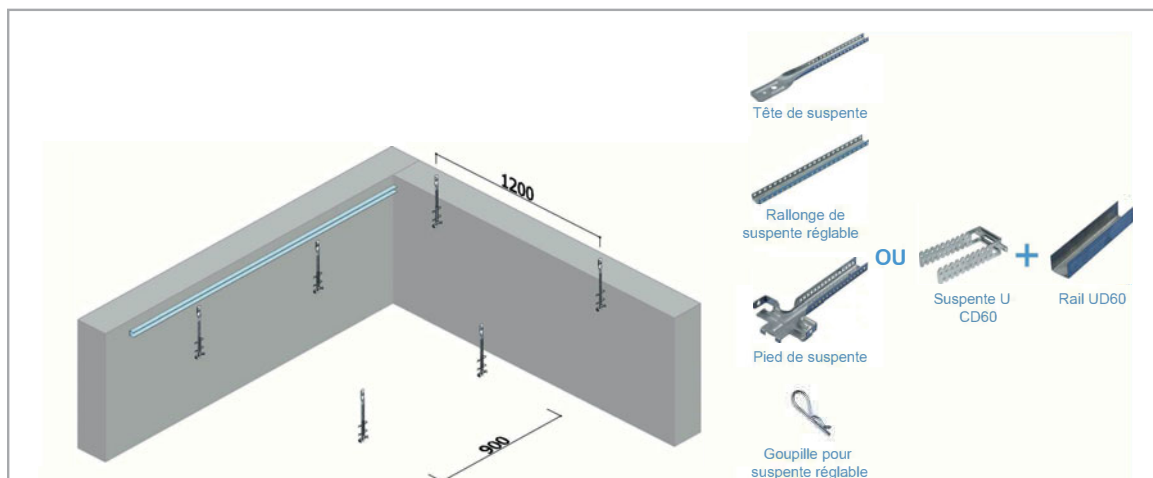 Tête de suspente
1200
Rallonge de
suspente réglable
OU
Suspente U
CD60
+
Rail UD60
Pied de suspente
900
Goupille pour
suspente réglable